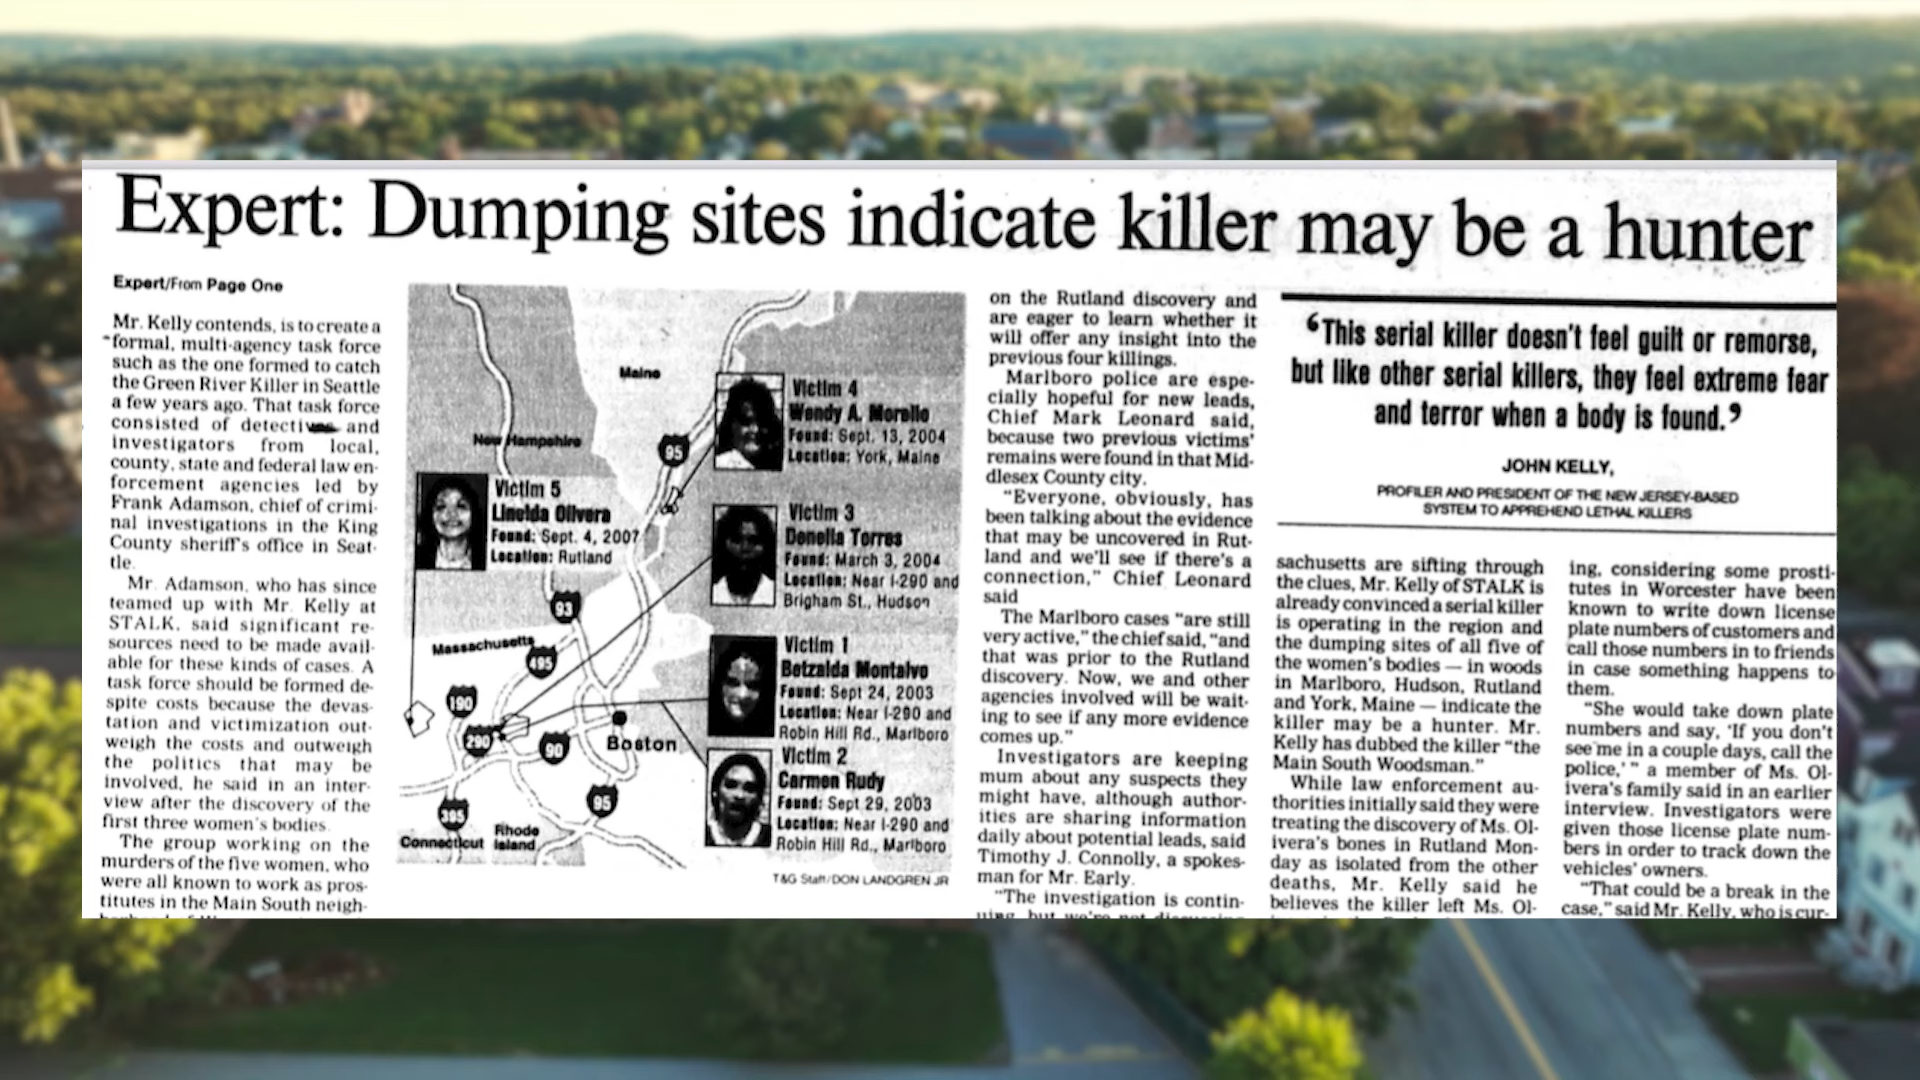 Expert: Dumping sites indicate killer may be a hunter
Expert/From Page One
Mr. Kelly contends, is to create a
formal, multi-agency task force
such as the one formed to catch
the Green River Killer in Seattle
a few years ago. That task force
consisted of detectives and
investigators from local,
county, state and federal law en-
forcement agencies led by
Frank Adamson, chief of crimi-
nal investigations in the King
County sheriff's office in Seat-
tle.
Mr. Adamson, who has since
teamed up with Mr. Kelly at
STALK, said significant re-
sources need to be made avail-
able for these kinds of cases. A
task force should be formed de-
spite costs because the devas-
tation and victimization out-
weigh the costs and outweigh
the politics that may be
involved, he said in an inter-
view after the discovery of the
first three women's bodies.
The group working on the
murders of the five women, who
were all known to work as pros-
titutes in the Main South neigh-
Maine
New Hampshire
Massachusetts
Boston
Connecticut
Rhode
Island
95
93
495
190
290
90
95
395
Victim 4
Wendy A. Morello
Found: Sept. 13, 2004
Location: York, Maine
Victim 5
Lineida Olivera
Found: Sept. 4, 2007
Location: Rutland
Victim 3
Donella Torres
Found: March 3, 2004
Location: Near I-290 and
Brigham St., Hudson
Victim 1
Betzaida Montalvo
Found: Sept 24, 2003
Location: Near I-290 and
Robin Hill Rd., Marlboro
Victim 2
Carmen Rudy
Found: Sept 29, 2003
Location: Near I-290 and
Robin Hill Rd., Marlboro
T&G Staff/DON LANDGREN JR
on the Rutland discovery and
are eager to learn whether it
will offer any insight into the
previous four killings.
Marlboro police are espe-
cially hopeful for new leads,
Chief Mark Leonard said,
because two previous victims'
remains were found in that Mid-
dlesex County city.
"Everyone, obviously, has
been talking about the evidence
that may be uncovered in Rut-
land and we'll see if there's a
connection," Chief Leonard
said
The Marlboro cases "are still
very active," the chief said, "and
that was prior to the Rutland
discovery. Now, we and other
agencies involved will be wait-
ing to see if any more evidence
comes up."
Investigators are keeping
mum about any suspects they
might have, although author-
ities are sharing information
daily about potential leads, said
Timothy J. Connolly, a spokes-
man for Mr. Early.
"The investigation is contin-
uing, but we're not discussing
'This serial killer doesn't feel guilt or remorse,
but like other serial killers, they feel extreme fear
and terror when a body is found.'
JOHN KELLY,
PROFILER AND PRESIDENT OF THE NEW JERSEY-BASED
SYSTEM TO APPREHEND LETHAL KILLERS
sachusetts are sifting through
the clues, Mr. Kelly of STALK is
already convinced a serial killer
is operating in the region and
the dumping sites of all five of
the women's bodies — in woods
in Marlboro, Hudson, Rutland
and York, Maine — indicate the
killer may be a hunter. Mr.
Kelly has dubbed the killer "the
Main South Woodsman."
While law enforcement au-
thorities initially said they were
treating the discovery of Ms. Ol-
ivera's bones in Rutland Mon-
day as isolated from the other
deaths, Mr. Kelly said he
believes the killer left Ms. Ol-
ing, considering some prosti-
tutes in Worcester have been
known to write down license
plate numbers of customers and
call those numbers in to friends
in case something happens to
them.
"She would take down plate
numbers and say, 'If you don't
see me in a couple days, call the
police,' " a member of Ms. Ol-
ivera's family said in an earlier
interview. Investigators were
given those license plate num-
bers in order to track down the
vehicles' owners.
"That could be a break in the
case," said Mr. Kelly, who is cur-